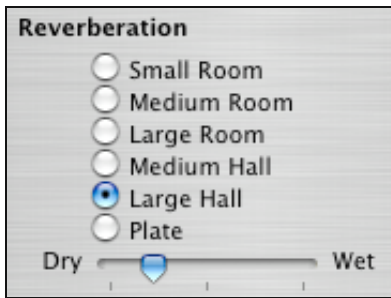 Reverberation
Small Room
Medium Room
Large Room
Medium Hall
Large Hall
Plate
Dry Wet